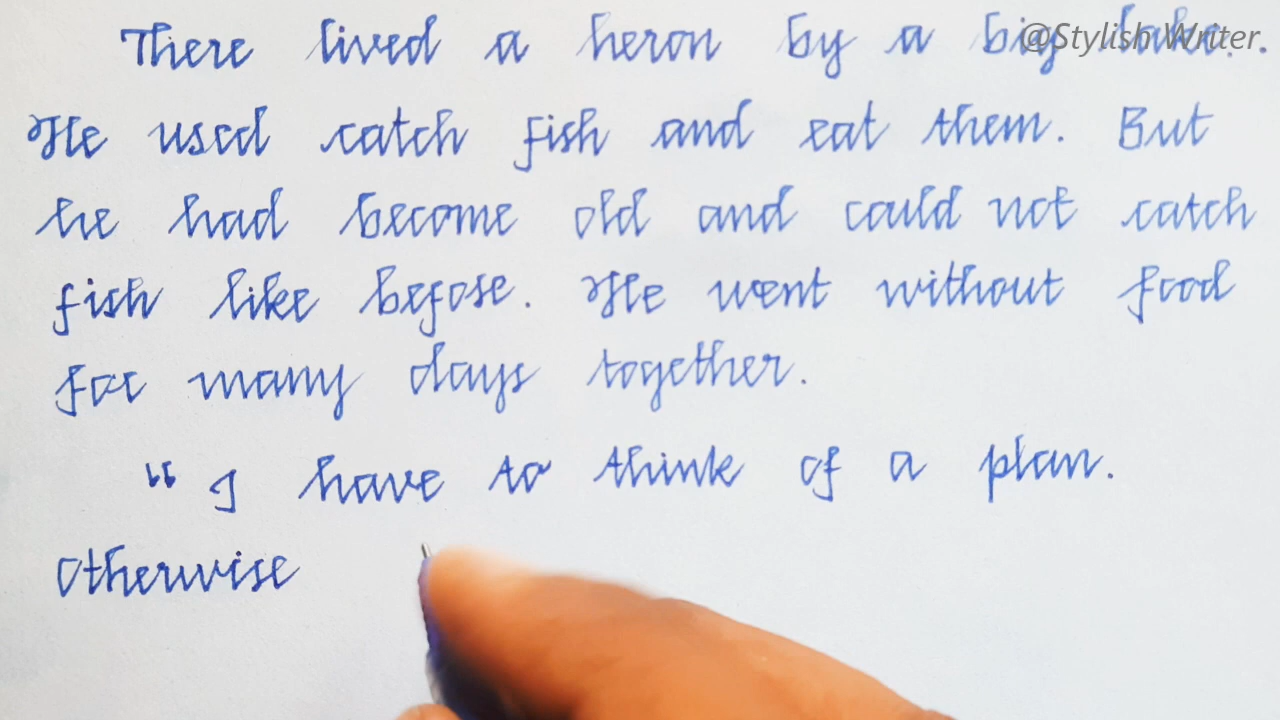 There lived a heron by a big lake.
@Stylish Writer.
He used catch fish and eat them. But
he had become old and could not catch
fish like before. He went without food
for many days together.
“ I have to think of a plan.
Otherwise